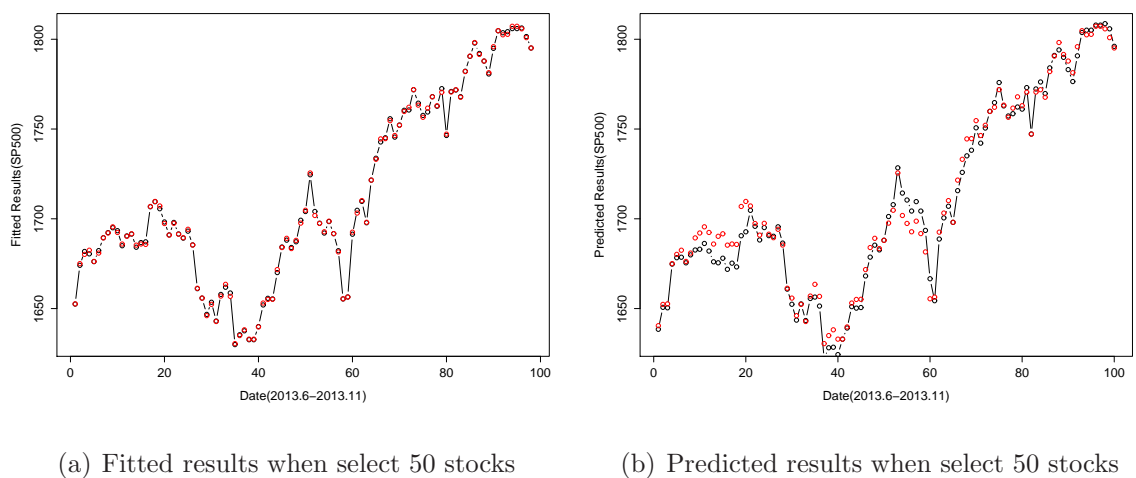 1650 1700 1750 1800
Fitted Results(SP500)
0 20 40 60 80 100
Date(2013.6−2013.11)
(a) Fitted results when select 50 stocks
1650 1700 1750 1800
Predicted Results(SP500)
0 20 40 60 80 100
Date(2013.6−2013.11)
(b) Predicted results when select 50 stocks